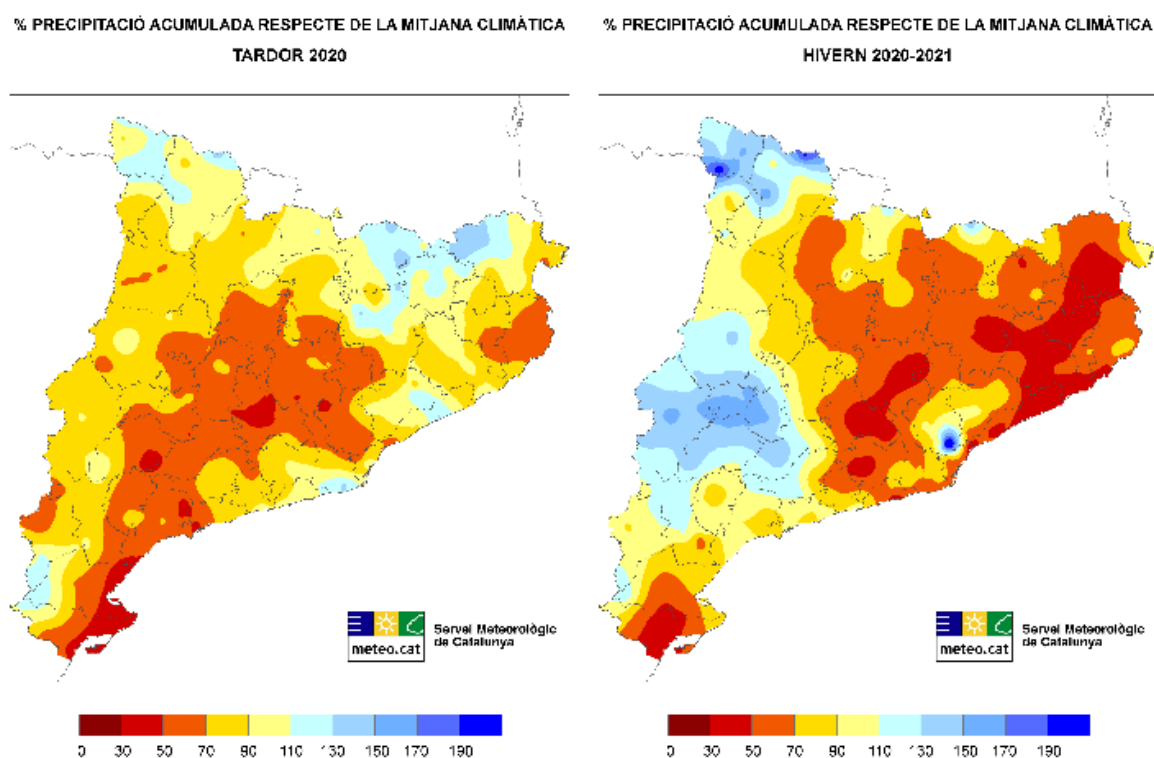 % PRECIPITACIÓ ACUMULADA RESPECTE DE LA MITJANA CLIMÀTICA
TARDOR 2020
% PRECIPITACIÓ ACUMULADA RESPECTE DE LA MITJANA CLIMÀTICA
HIVERN 2020-2021
meteo.cat
Servei Meteorològic
de Catalunya
meteo.cat
Servei Meteorològic
de Catalunya
0 30 50 70 90 110 130 150 170 190
0 30 50 70 90 110 130 150 170 190